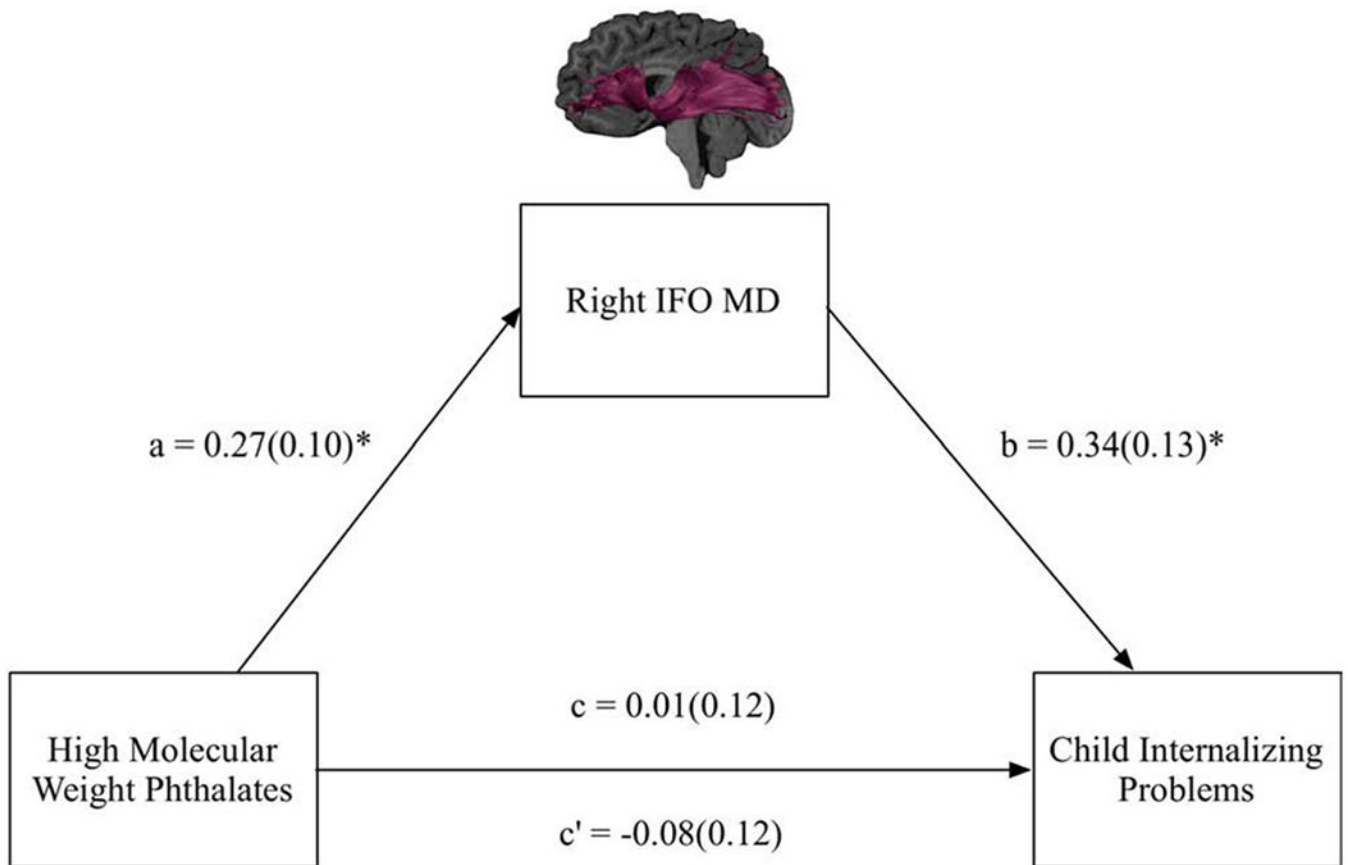 Right IFO MD
a = 0.27(0.10)*
b = 0.34(0.13)*
c = 0.01(0.12)
High Molecular
Weight Phthalates
Child Internalizing
Problems
c' = -0.08(0.12)